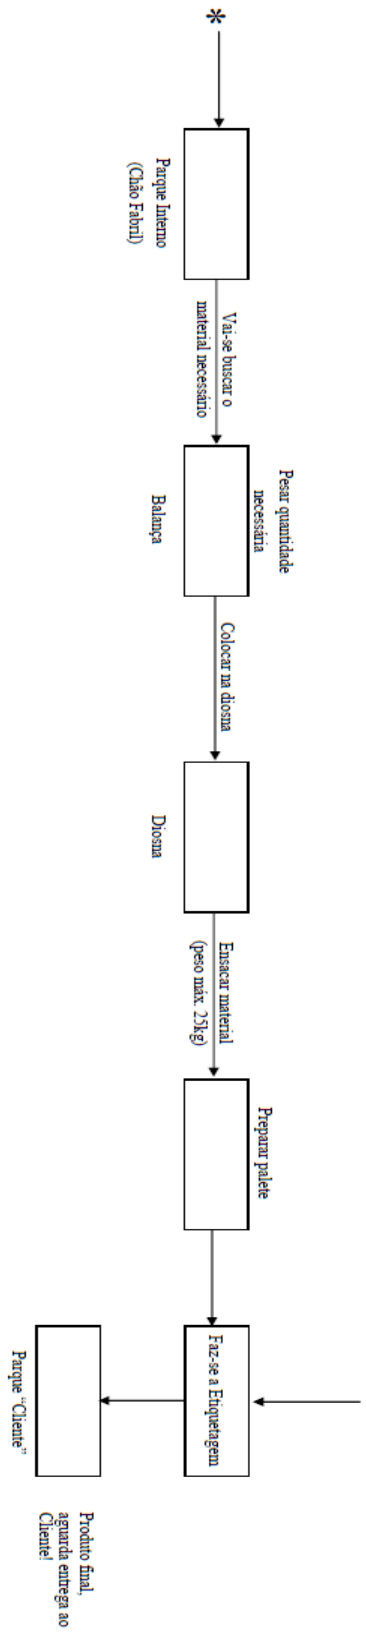 *
Parque Interno
(Chão Fabril)
Vai-se buscar o
material necessário
Pesar quantidade
necessária
Balança
Colocar na diosna
Diosna
Ensacar material
(peso máx. 25kg)
Preparar palete
Faz-se a Etiquetagem
Parque “Cliente”
Produto final,
aguarda entrega ao
Cliente!